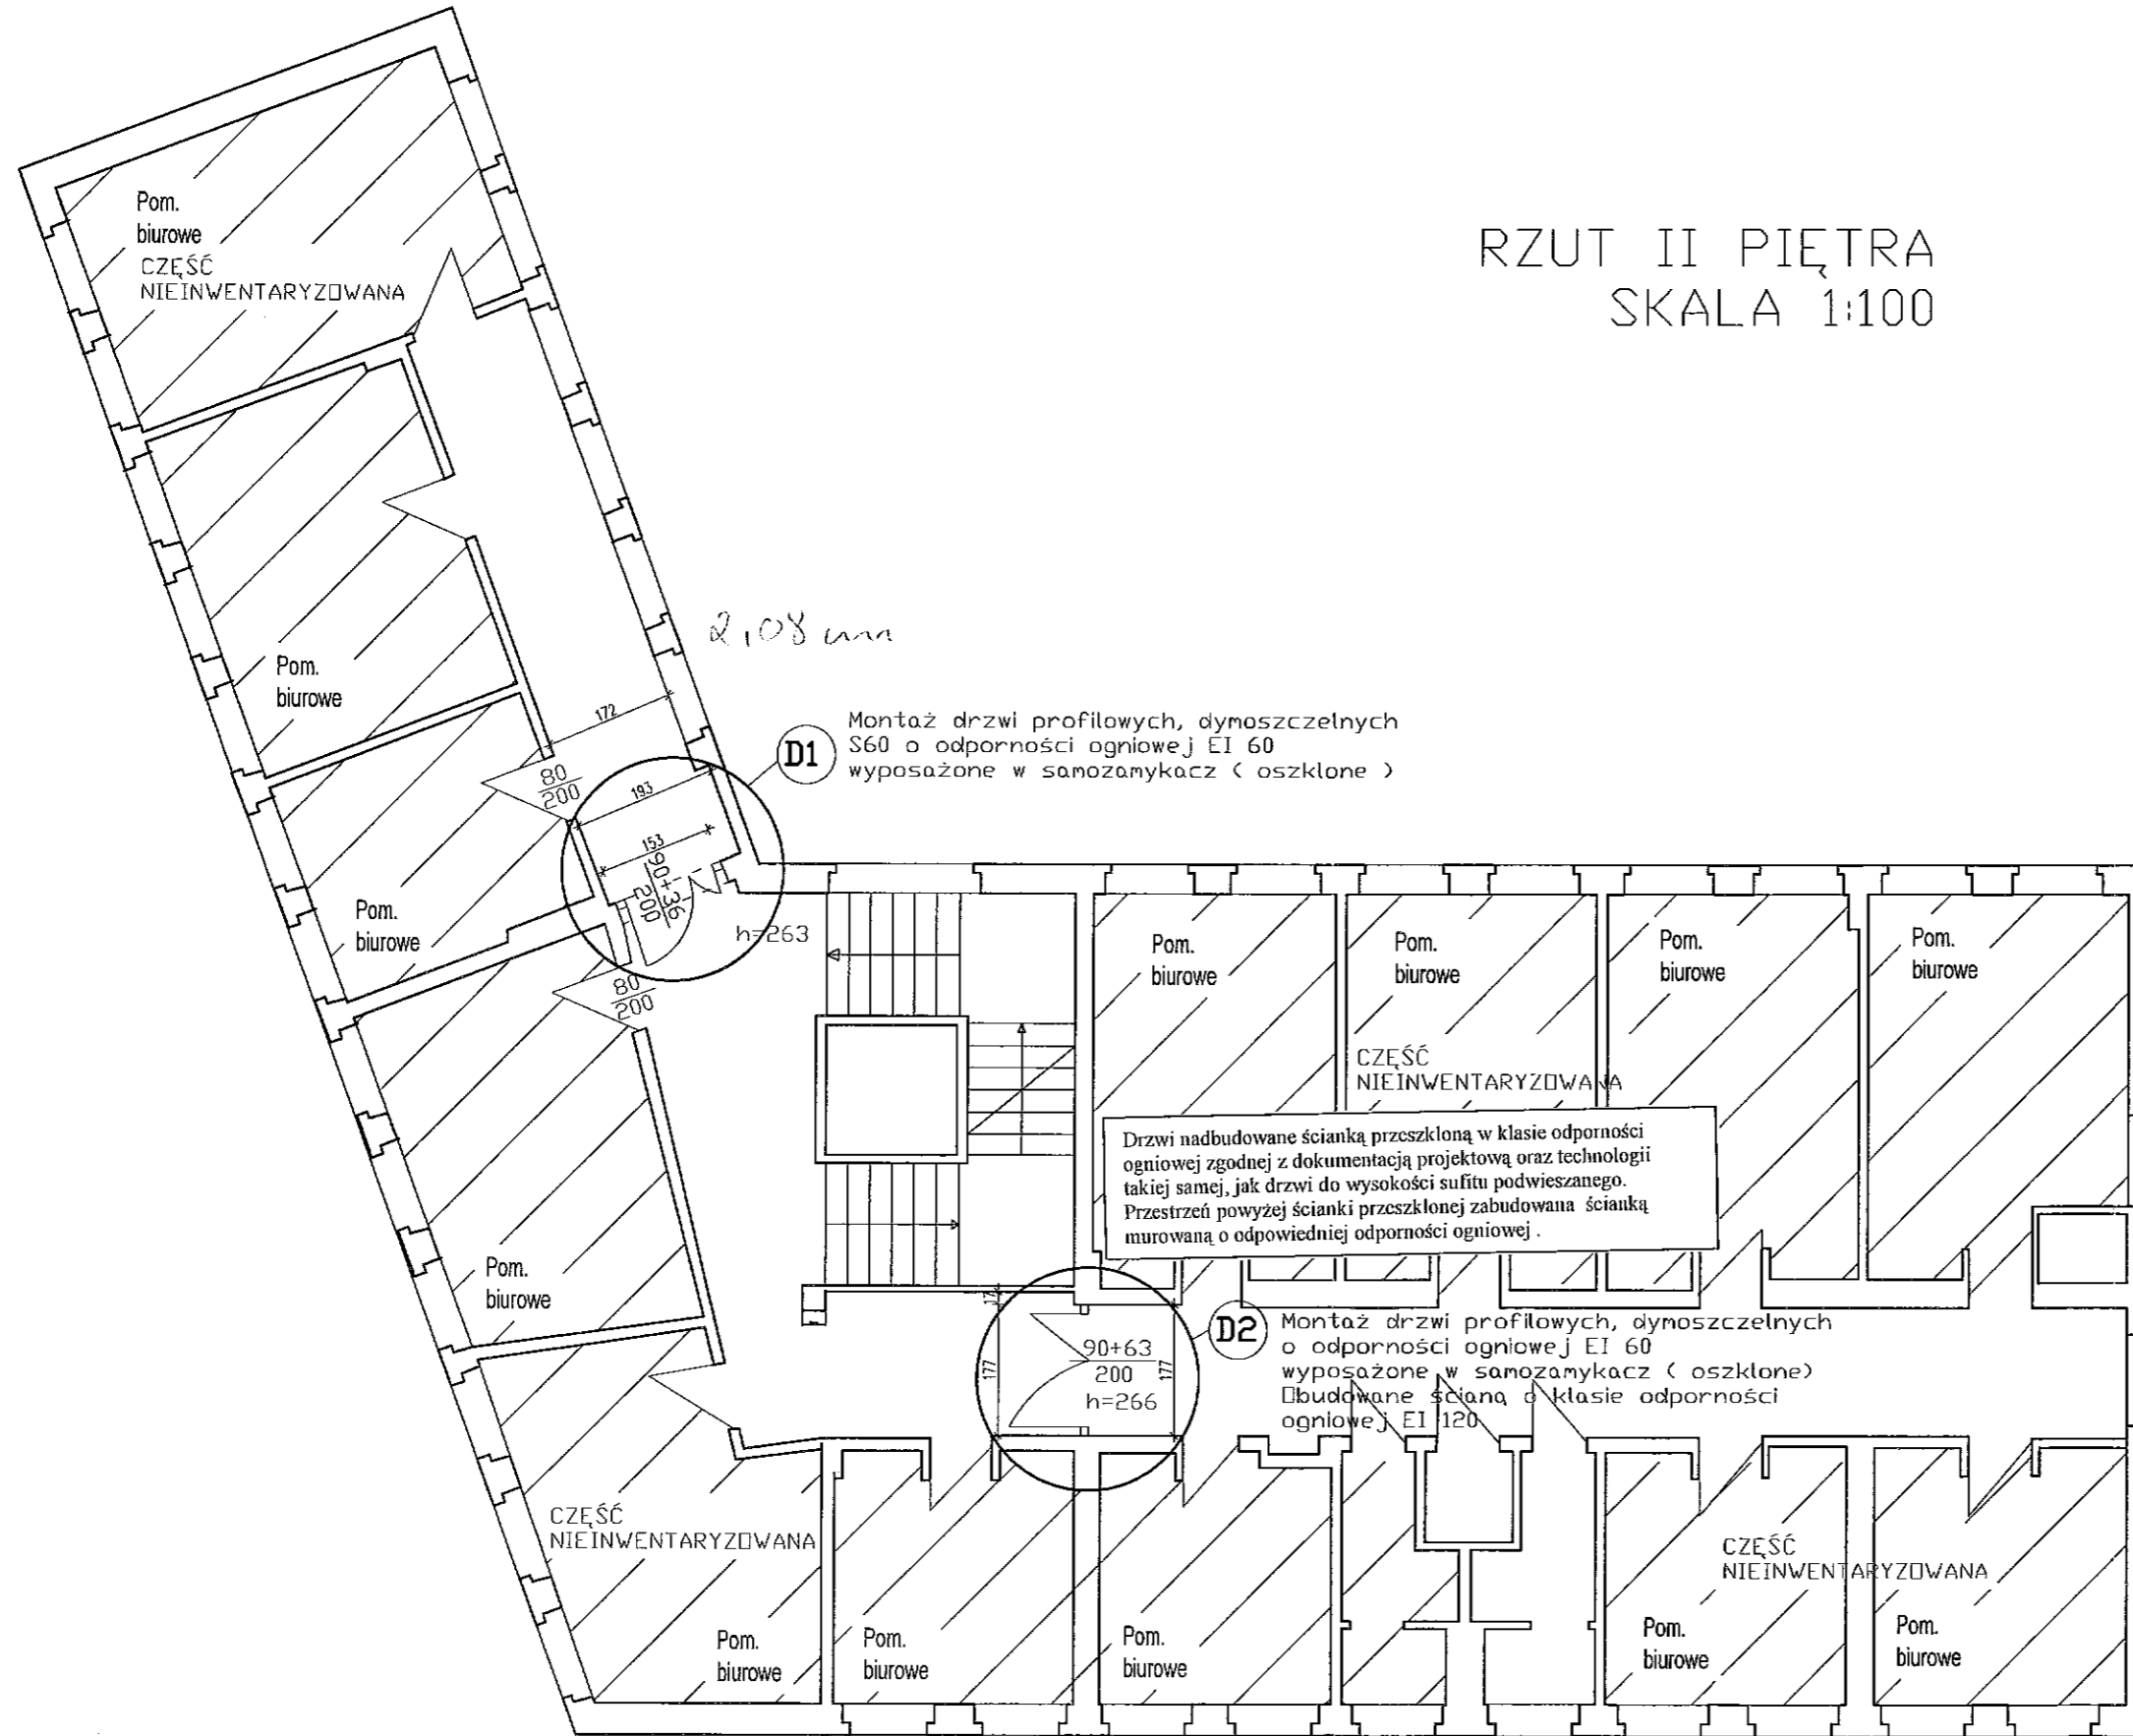 RZUT II PIĘTRA
SKALA 1:100
Pom.
biurowe
CZĘŚĆ
NIEINWENTARYZOWANA
Pom.
biurowe
2,08
172
D1
Montaż drzwi profilowych, dymoszczelnych
S60 o odporności ogniowej EI 60
wyposażone w samozamykacz ( oszklone )
80
200
193
153
90+36
200
h=263
Pom.
biurowe
80
200
Pom.
biurowe
Pom.
biurowe
Pom.
biurowe
Pom.
biurowe
CZĘŚĆ
NIEINWENTARYZOWANA
Drzwi nadbudowane ścianką przeszkloną w klasie odporności
ogniowej zgodnej z dokumentacją projektową oraz technologii
takiej samej, jak drzwi do wysokości sufitu podwieszanego.
Przestrzeń powyżej ścianki przeszklonej zabudowana ścianką
murowaną o odpowiedniej odporności ogniowej .
Pom.
biurowe
17
177
90+63
200
h=266
177
D2
Montaż drzwi profilowych, dymoszczelnych
o odporności ogniowej EI 60
wyposażone w samozamykacz ( oszklone)
Obudowane ścianą o klasie odporności
ogniowej EI 120
CZĘŚĆ
NIEINWENTARYZOWANA
CZĘŚĆ
NIEINWENTARYZOWANA
Pom.
biurowe
Pom.
biurowe
Pom.
biurowe
Pom.
biurowe
Pom.
biurowe